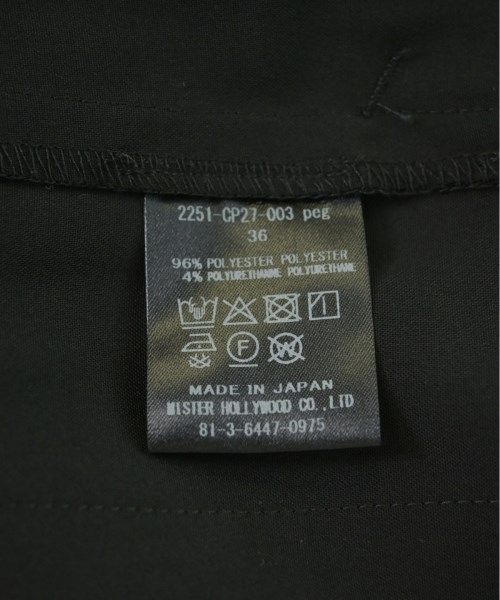 2251-CP27-003 peg
36
96% POLYESTER POLYESTER
4% POLYURETHANNE POLYURETHANE
F
W
MADE IN JAPAN
MISTER HOLLYWOOD CO.,LTD
81-3-6447-0975